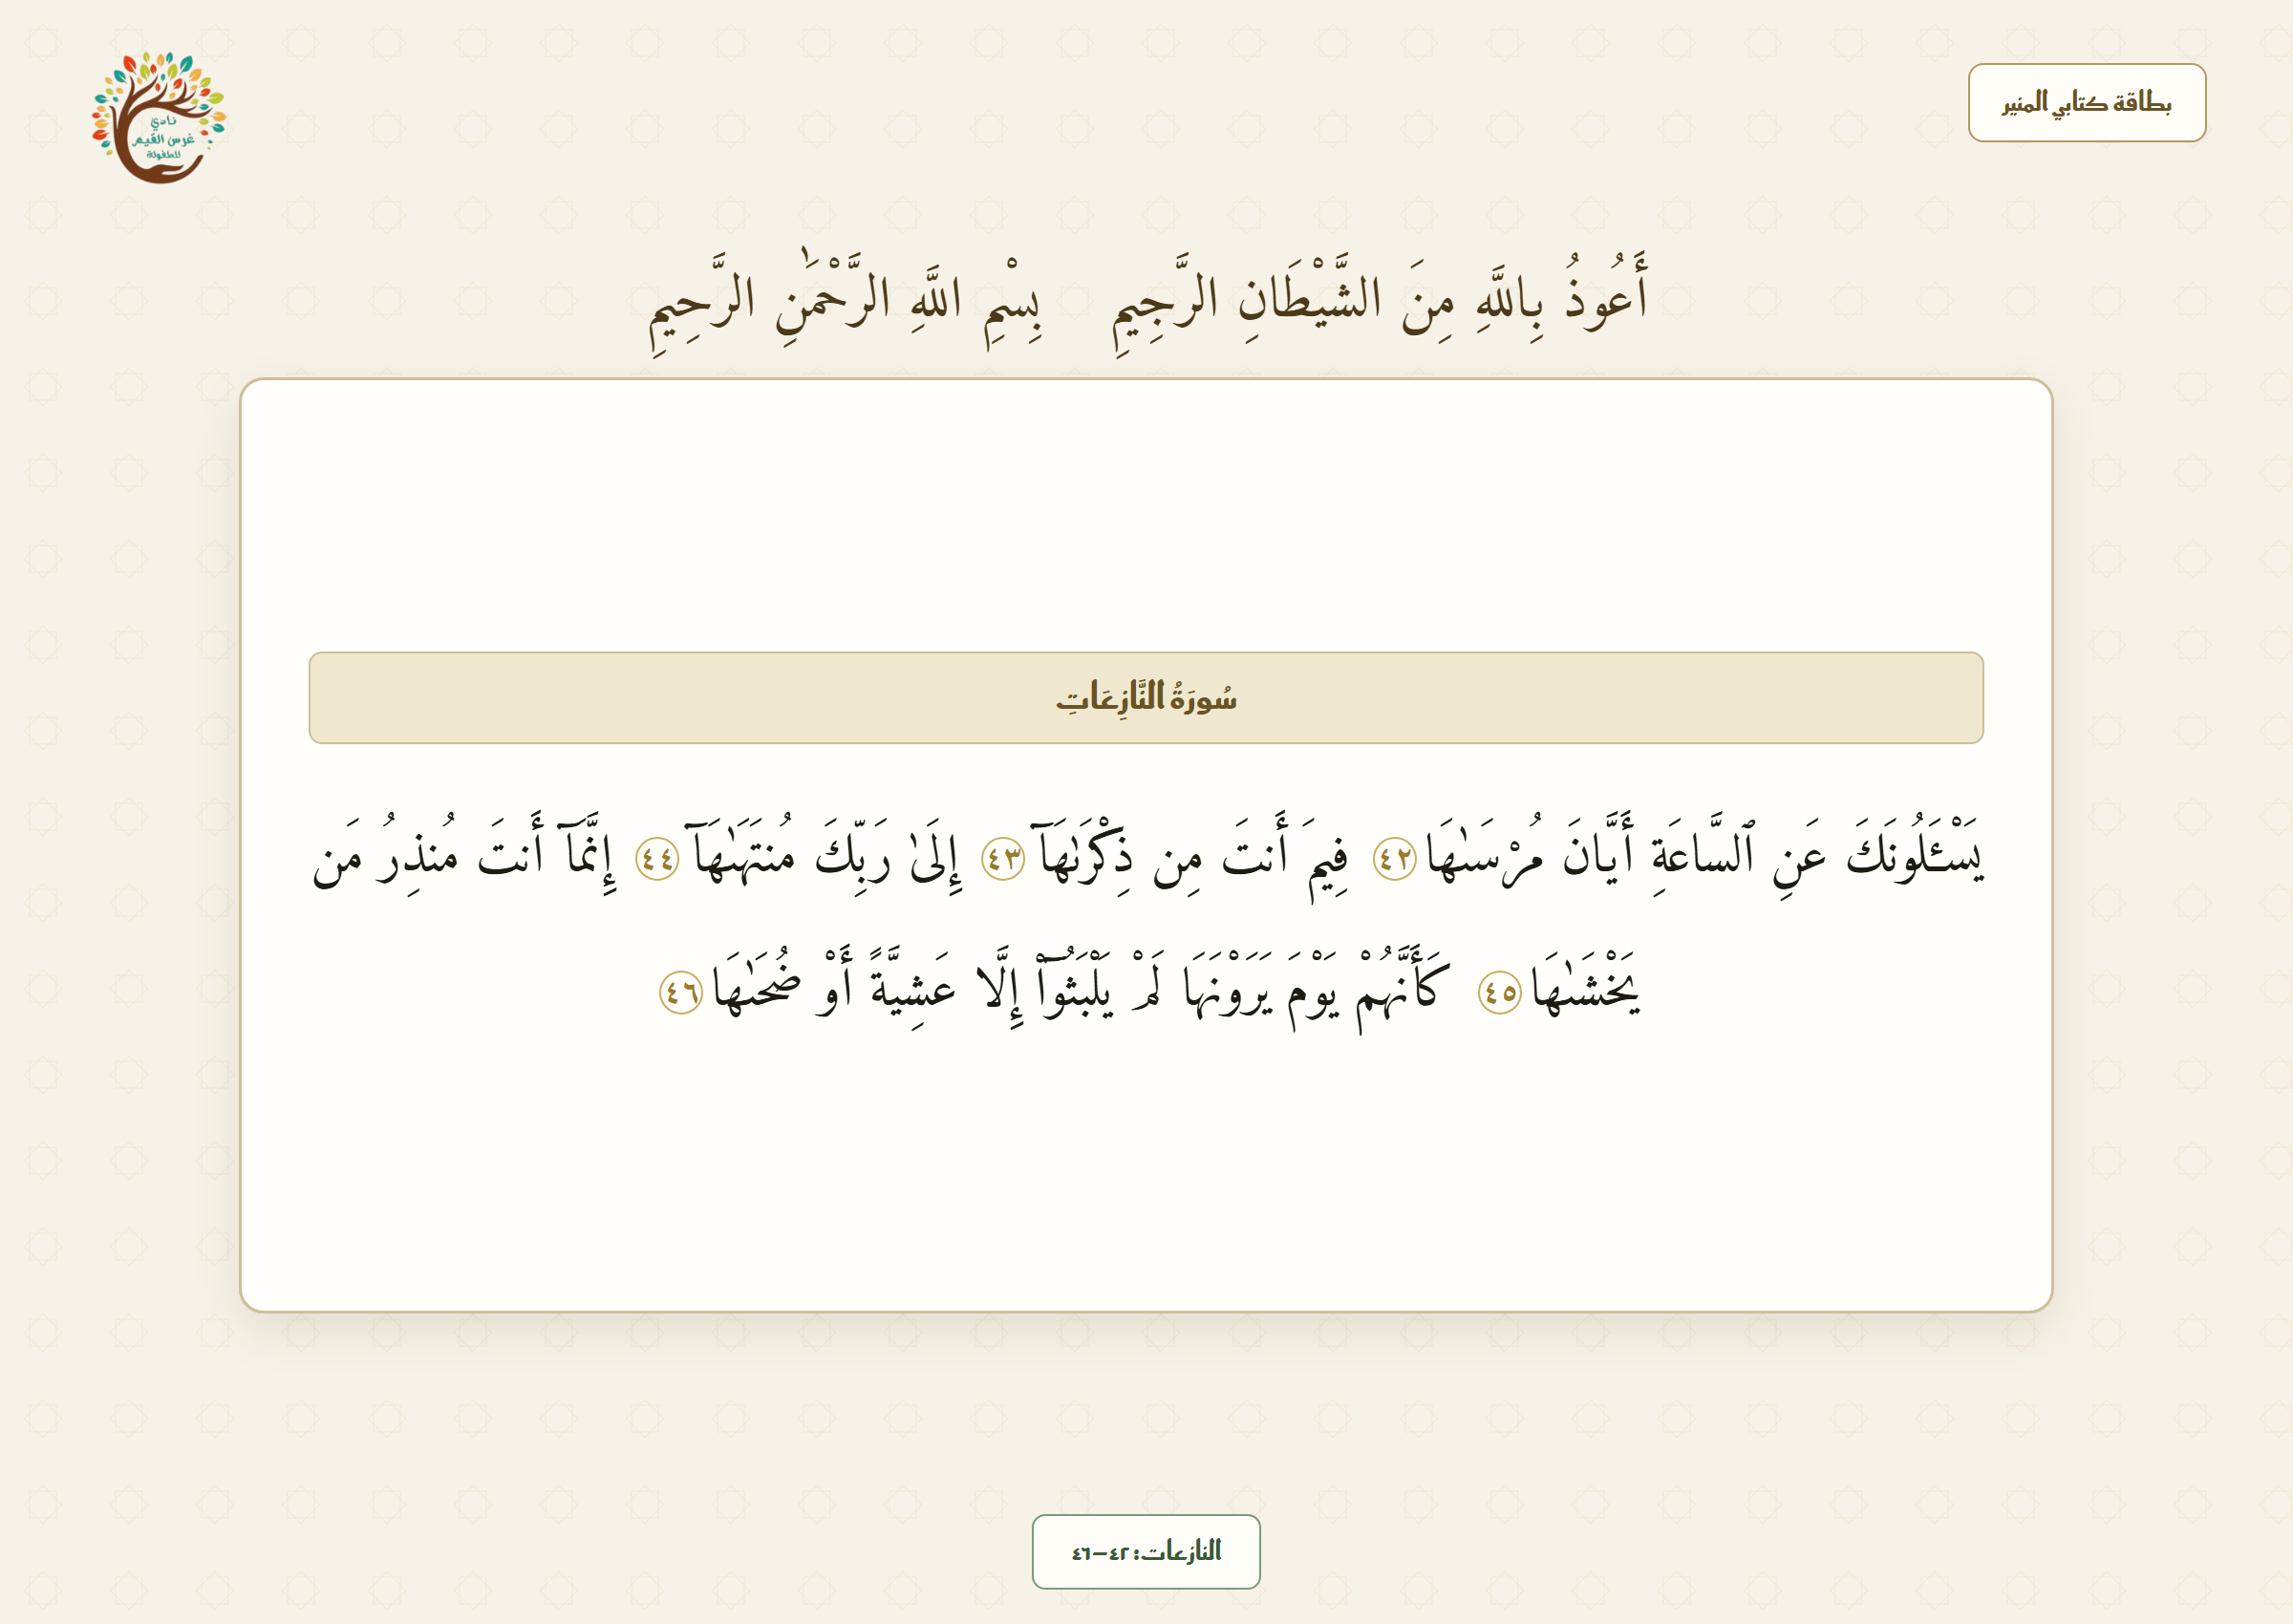 بطاقة كتابي المنير
نادي
غرس القيم
للطفولة
أَعُوذُ بِاللَّهِ مِنَ الشَّيْطَانِ الرَّجِيمِ بِسْمِ اللَّهِ الرَّحْمَٰنِ الرَّحِيمِ
سُورَةُ النَّازِعَاتِ
يَسْـَٔلُونَكَ عَنِ ٱلسَّاعَةِ أَيَّانَ مُرْسَىٰهَا ٤٢ فِيمَ أَنتَ مِن ذِكْرَىٰهَآ ٤٣ إِلَىٰ رَبِّكَ مُنتَهَىٰهَآ ٤٤ إِنَّمَآ أَنتَ مُنذِرُ مَن
يَخْشَىٰهَا ٤٥ كَأَنَّهُمْ يَوْمَ يَرَوْنَهَا لَمْ يَلْبَثُوٓا۟ إِلَّا عَشِيَّةً أَوْ ضُحَىٰهَا ٤٦
النازعات: ٤٢–٤٦